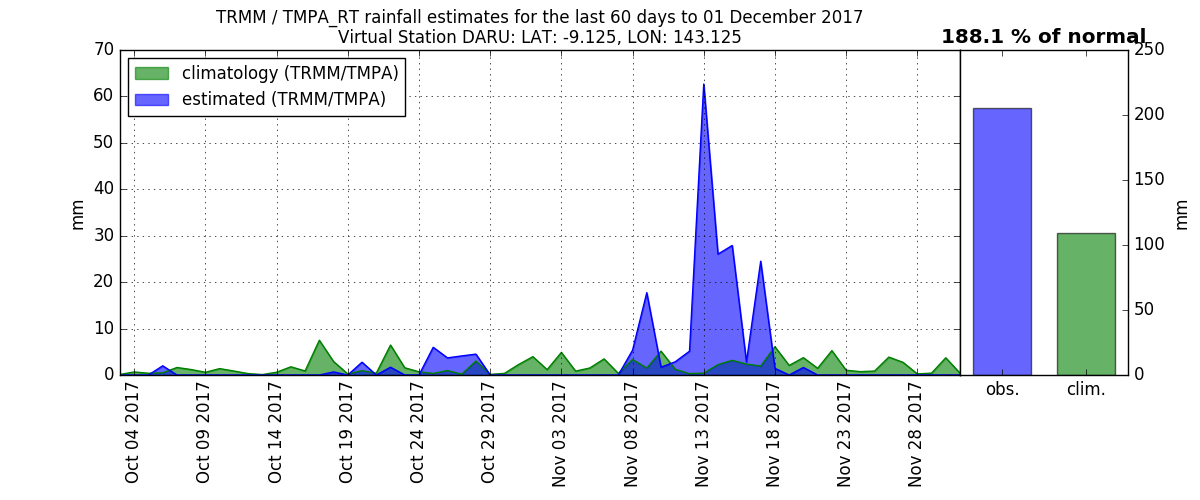 TRMM / TMPA_RT rainfall estimates for the last 60 days to 01 December 2017
Virtual Station DARU: LAT: -9.125, LON: 143.125
188.1 % of normal
climatology (TRMM/TMPA)
estimated (TRMM/TMPA)
70
60
50
40
30
20
10
0
mm
Oct 04 2017
Oct 09 2017
Oct 14 2017
Oct 19 2017
Oct 24 2017
Oct 29 2017
Nov 03 2017
Nov 08 2017
Nov 13 2017
Nov 18 2017
Nov 23 2017
Nov 28 2017
250
200
150
100
50
0
mm
obs.
clim.